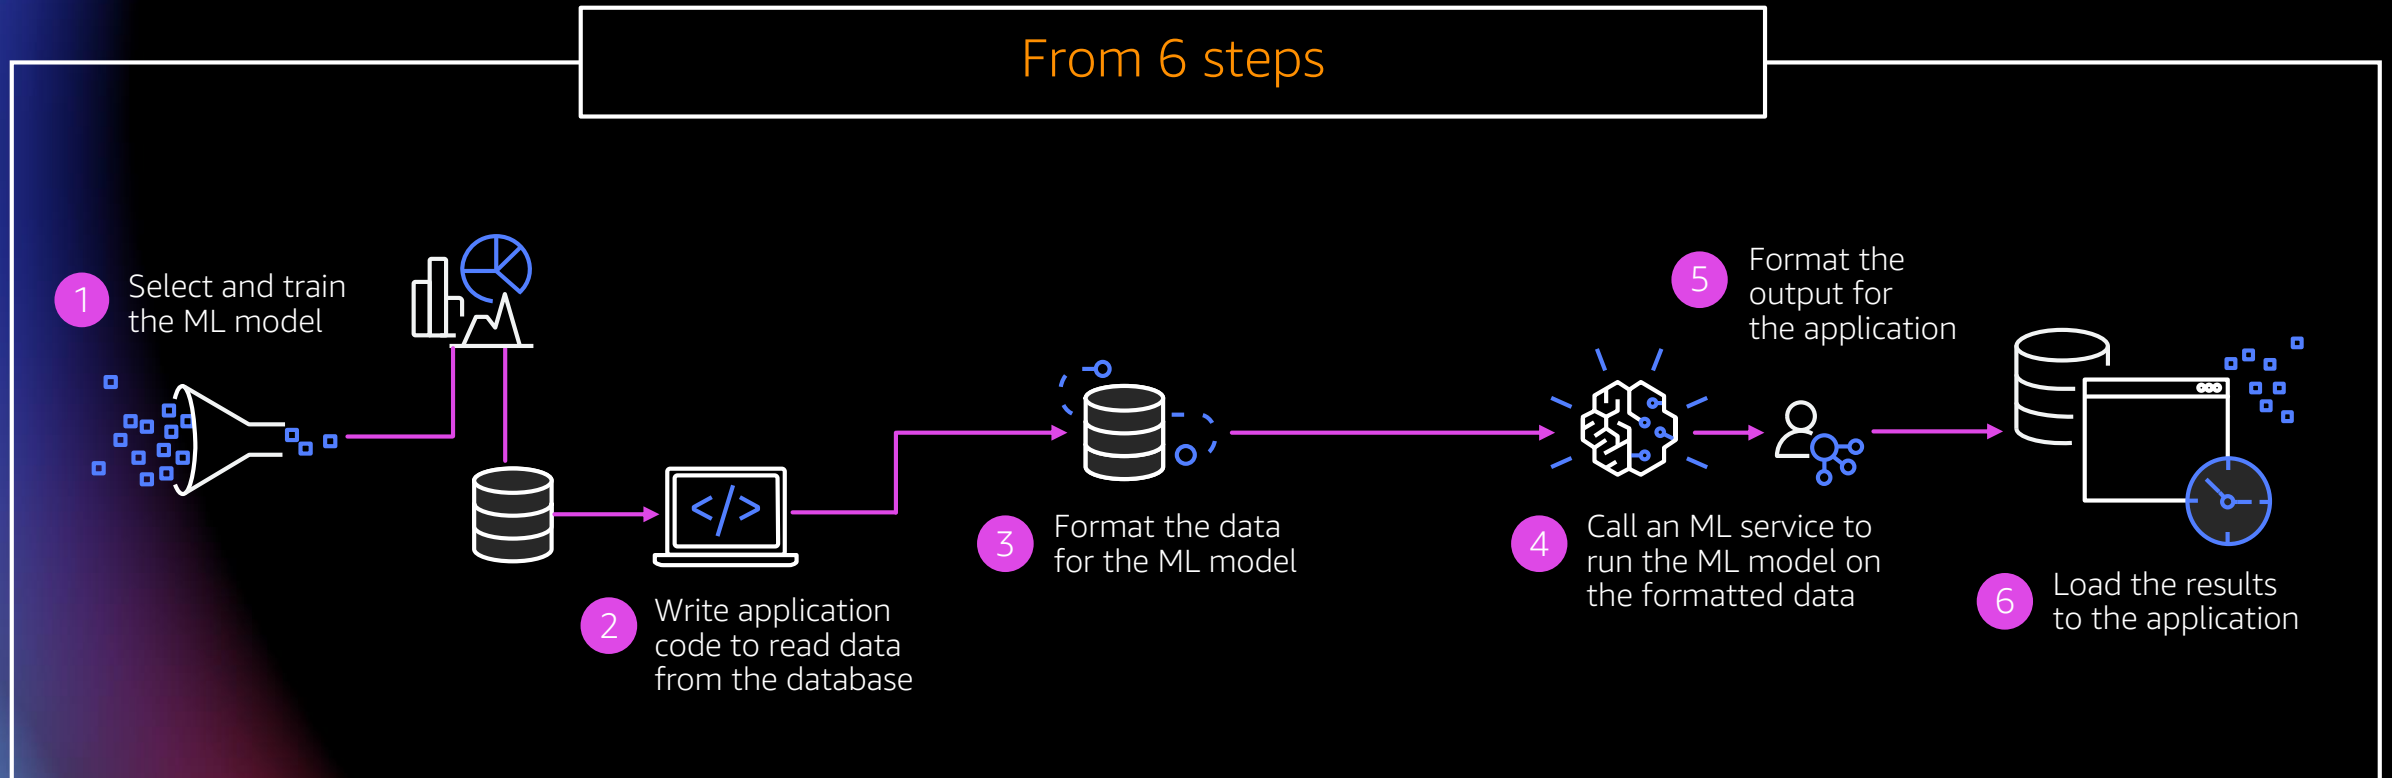 From 6 steps
1
Select and train
the ML model
</>
2
Write application
code to read data
from the database
3
Format the data
for the ML model
4
Call an ML service to
run the ML model on
the formatted data
5
Format the
output for
the application
6
Load the results
to the application